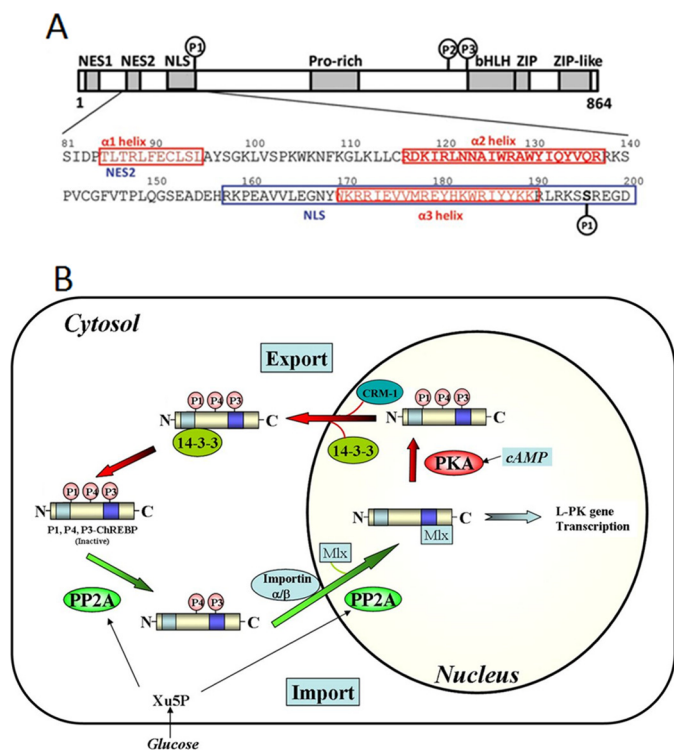 A
NES1 NES2 NLS P1 Pro-rich P2 P3 bHLH ZIP ZIP-like
1 864
α1 helix α2 helix
81 90 100 110 120 130 140
SIDPTLTRLFECLSLAYSGKLVSPKWKNFKGLKLLCRDKIRLNNAIWRAWYIQYVQRRKS
NES2
150 160 170 180 190 200
PVCGFVTPLQGSEADEHRKPEAVVLEGNYWKRRIEVVMREYHKWRIYYKKRLRKSSREGD
NLS α3 helix P1
B
Cytosol
Export
P1 P4 P3
N C
14-3-3
CRM-1
14-3-3
P1 P4 P3
N C
PKA
cAMP
P1 P4 P3
N C
P1, P4, P3-ChREBP
(Inactive)
N C
Mlx
L-PK gene
Transcription
PP2A
P4 P3
N C
Importin
α/β
Mlx
PP2A
Nucleus
Import
Xu5P
Glucose